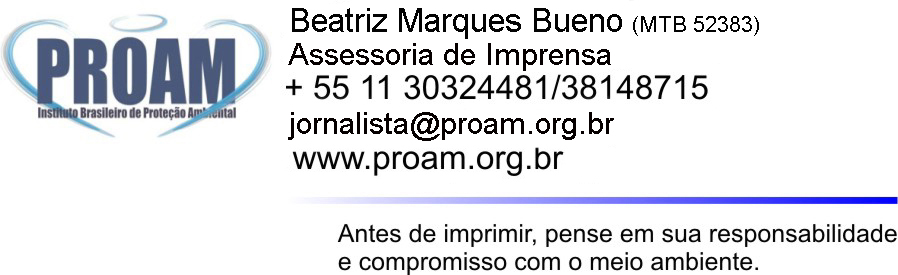 PROAM
Instituto Brasileiro de Proteção Ambiental
Beatriz Marques Bueno (MTB 52383)
Assessoria de Imprensa
+ 55 11 30324481/38148715
jornalista@proam.org.br
www.proam.org.br
Antes de imprimir, pense em sua responsabilidade
e compromisso com o meio ambiente.